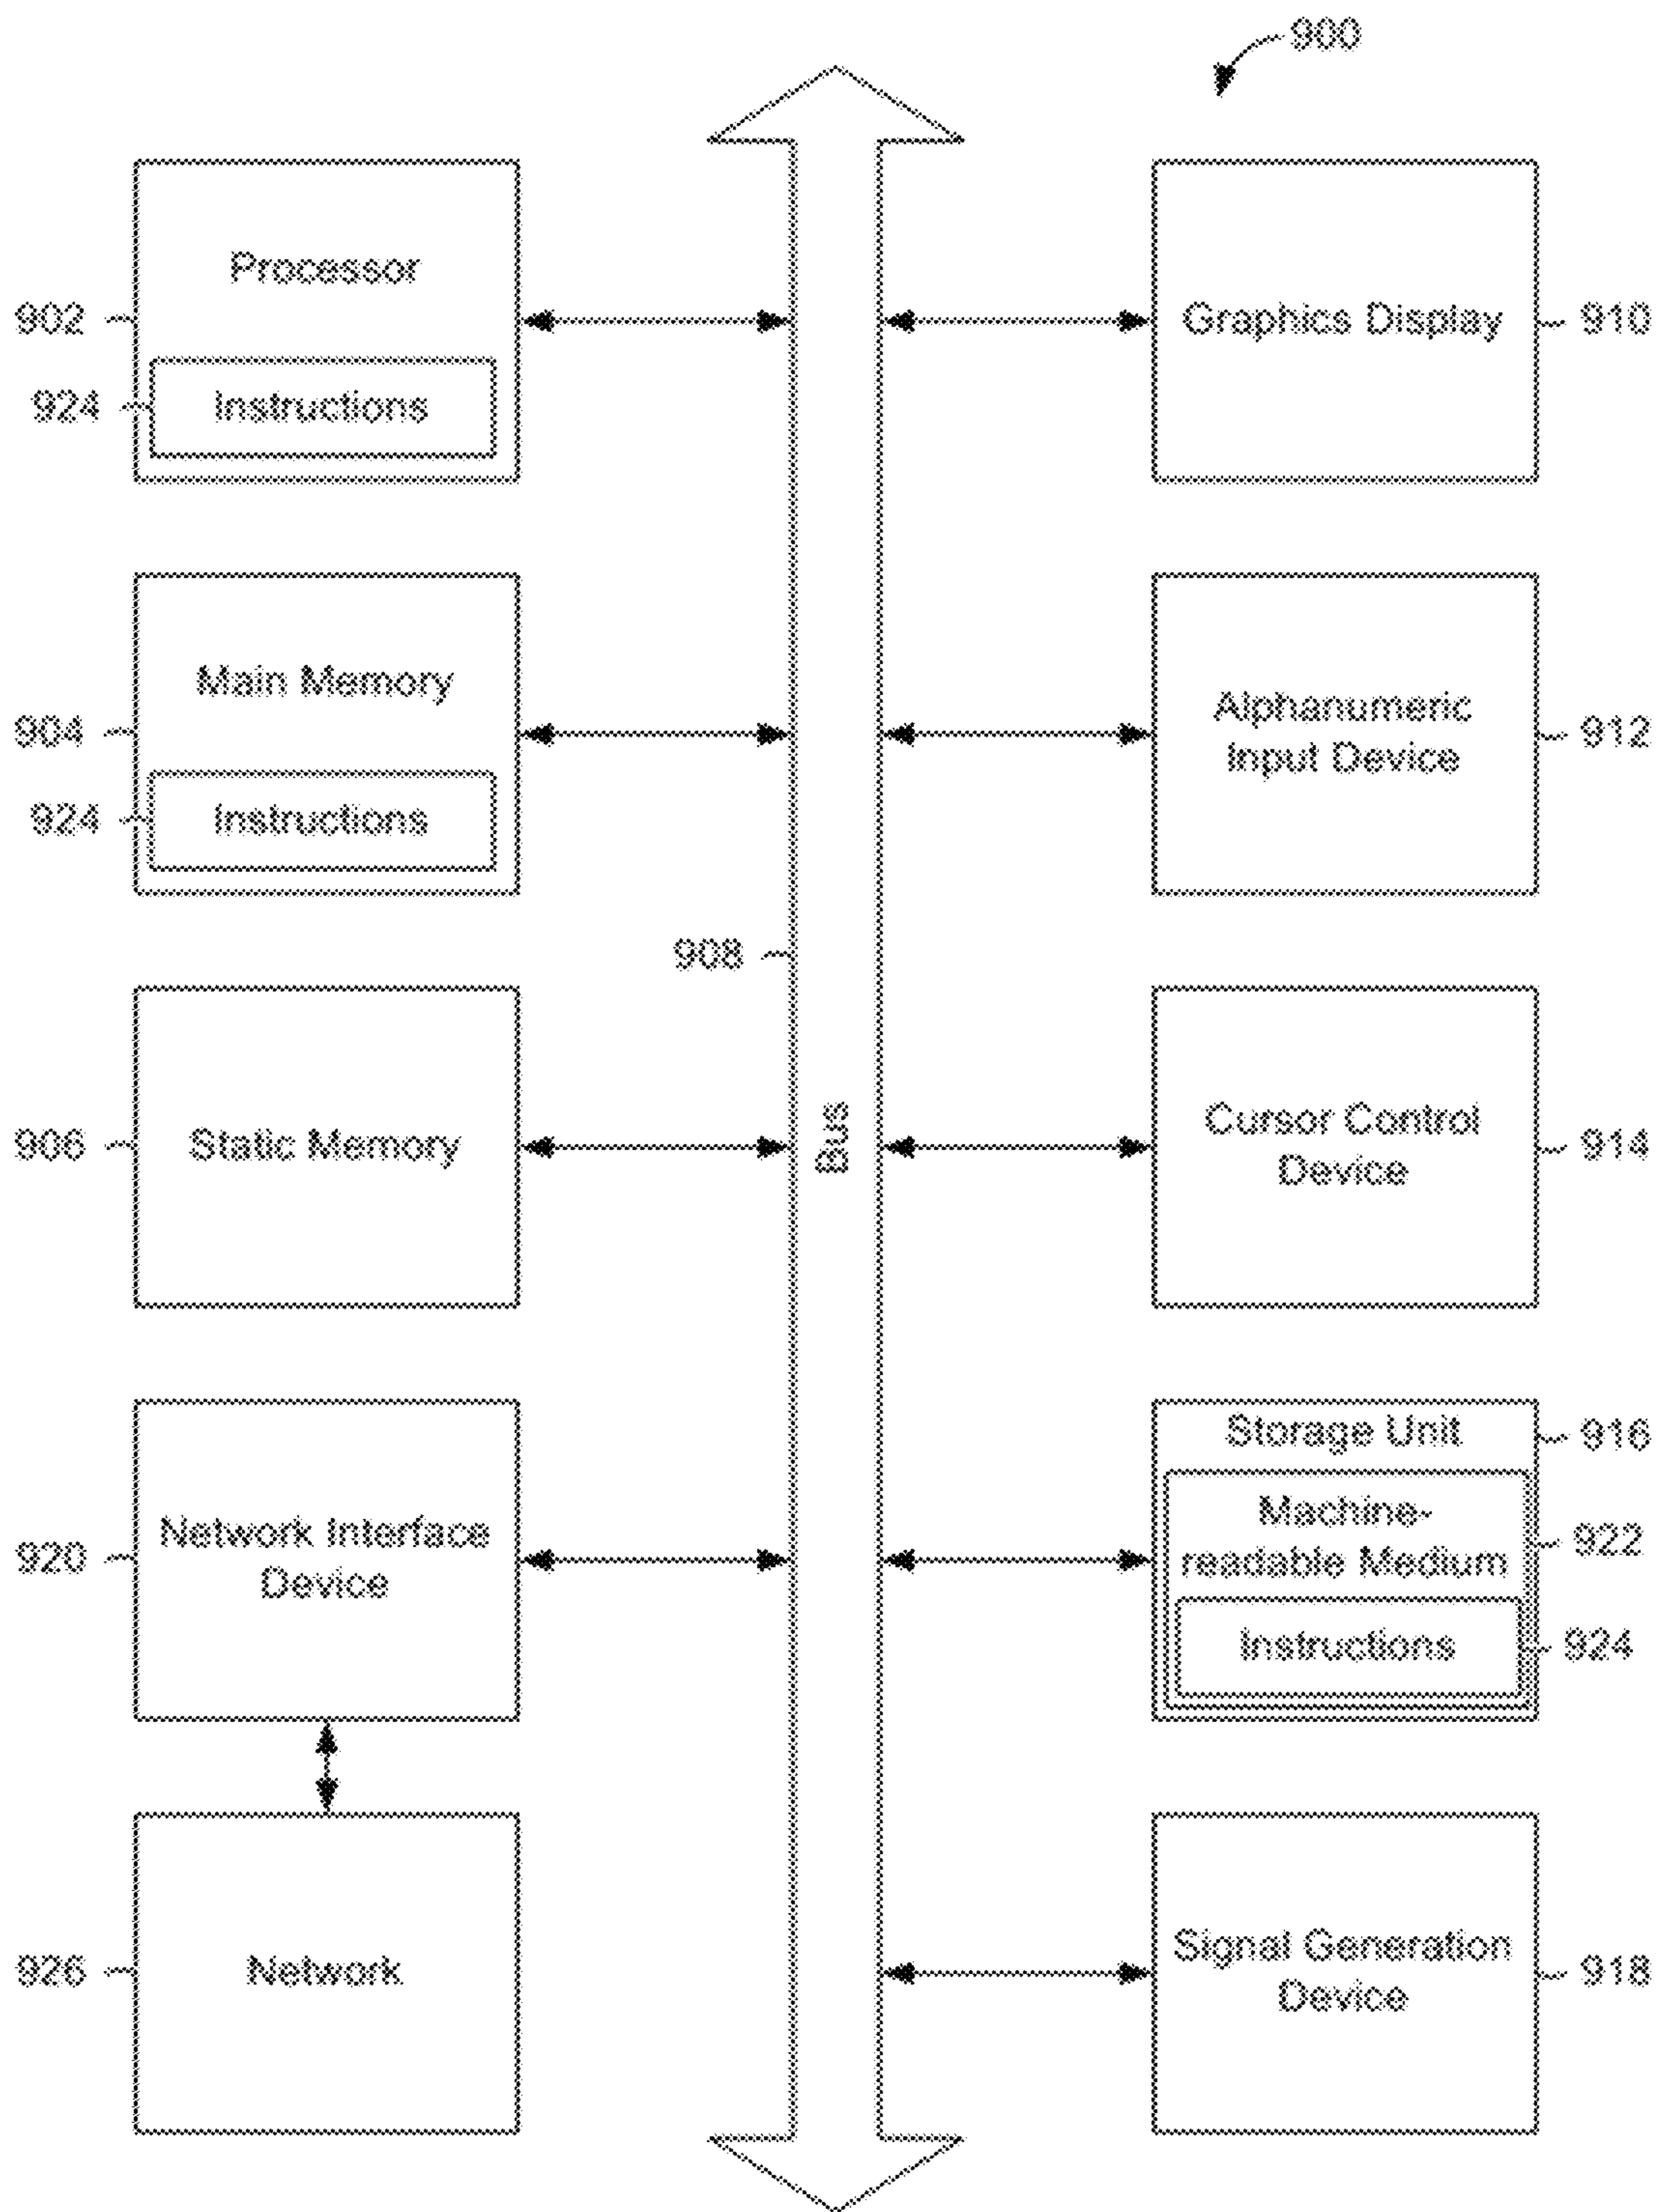 900
Processor
902
924
Instructions
Graphics Display
910
Main Memory
904
924
Instructions
Alphanumeric
Input Device
912
908
Bus
Static Memory
906
Cursor Control
Device
914
Network Interface
Device
920
Storage Unit
916
Machine-
readable Medium
922
Instructions
924
Network
926
Signal Generation
Device
918